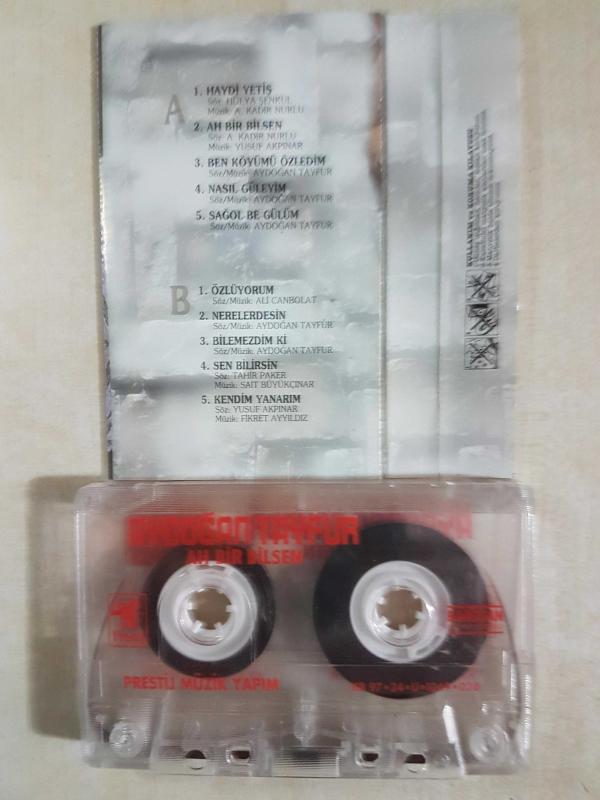 A
1. HAYDİ YETİŞ
Söz: HÜLYA ŞENKUL
Müzik: A. KADİR NURLU
2. AH BİR BİLSEN
Söz: A. KADİR NURLU
Müzik: YUSUF AKPINAR
3. BEN KÖYÜMÜ ÖZLEDİM
Söz/Müzik: AYDOĞAN TAYFUR
4. NASIL GÜLEYİM
Söz/Müzik: AYDOĞAN TAYFUR
5. SAĞOL BE GÜLÜM
Söz/Müzik: AYDOĞAN TAYFUR
B
1. ÖZLÜYORUM
Söz/Müzik: ALİ CANBOLAT
2. NERELERDESİN
Söz/Müzik: AYDOĞAN TAYFUR
3. BİLEMEZDİM Kİ
Söz/Müzik: AYDOĞAN TAYFUR
4. SEN BİLİRSİN
Söz: TAHİR PAKER
Müzik: SAİT BÜYÜKÇINAR
5. KENDİM YANARIM
Söz: YUSUF AKPINAR
Müzik: FİKRET AYYILDIZ
KULLANIM ve KORUMA KILAVUZU
AYDOĞAN TAYFUR
AH BİR BİLSEN
PRESTİJ MÜZİK YAPIM